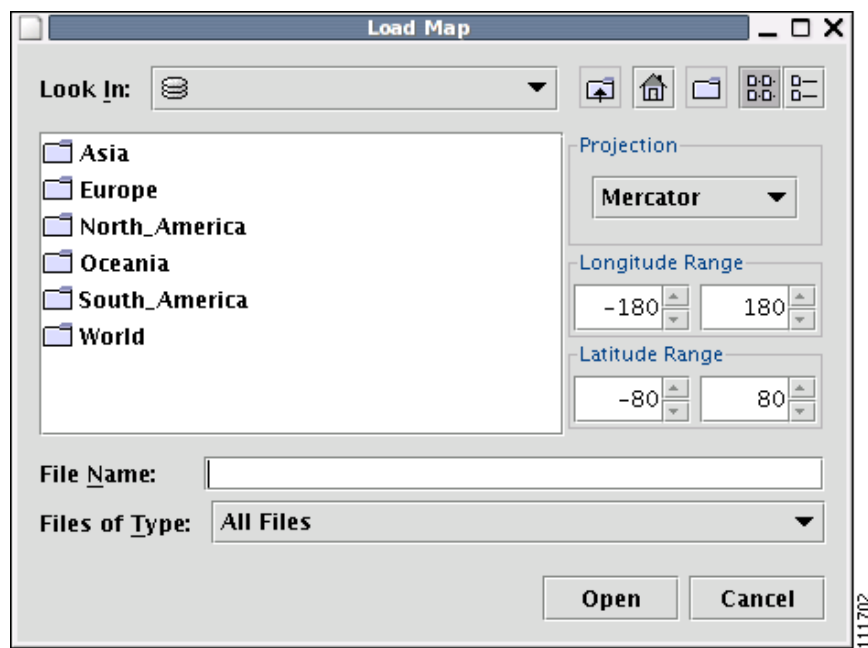 Load Map
Look In:
Asia
Europe
North_America
Oceania
South_America
World
Projection
Mercator
Longitude Range
-180 180
Latitude Range
-80 80
File Name:
Files of Type: All Files
Open Cancel
111702